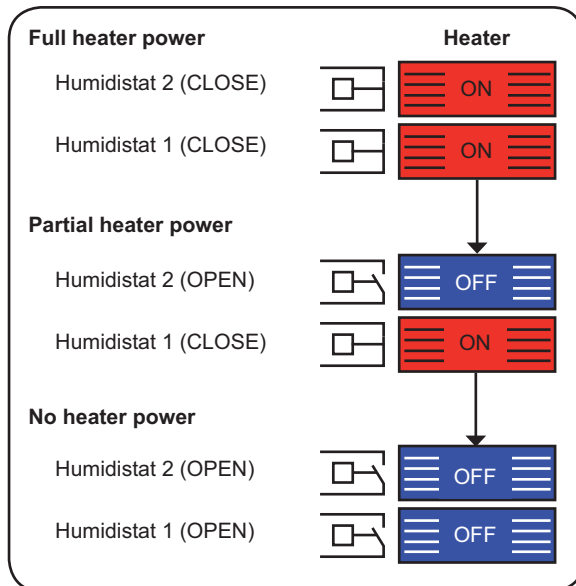 Full heater power Heater
Humidistat 2 (CLOSE) ON
Humidistat 1 (CLOSE) ON
Partial heater power
Humidistat 2 (OPEN) OFF
Humidistat 1 (CLOSE) ON
No heater power
Humidistat 2 (OPEN) OFF
Humidistat 1 (OPEN) OFF